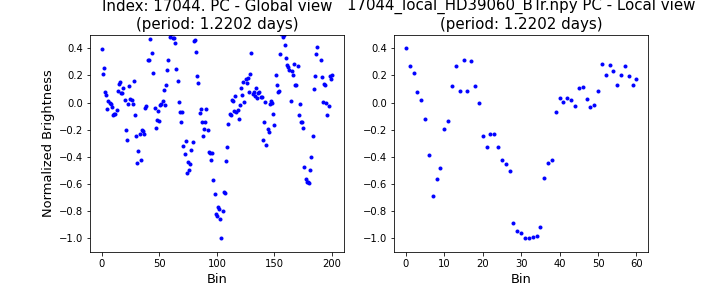 Index: 17044. PC - Global view
(period: 1.2202 days)
17044_local_HD39060_BTr.npy PC - Local view
(period: 1.2202 days)
Normalized Brightness
0.4
0.2
0.0
−0.2
−0.4
−0.6
−0.8
−1.0
0 50 100 150 200
Bin
0.4
0.2
0.0
−0.2
−0.4
−0.6
−0.8
−1.0
0 10 20 30 40 50 60
Bin